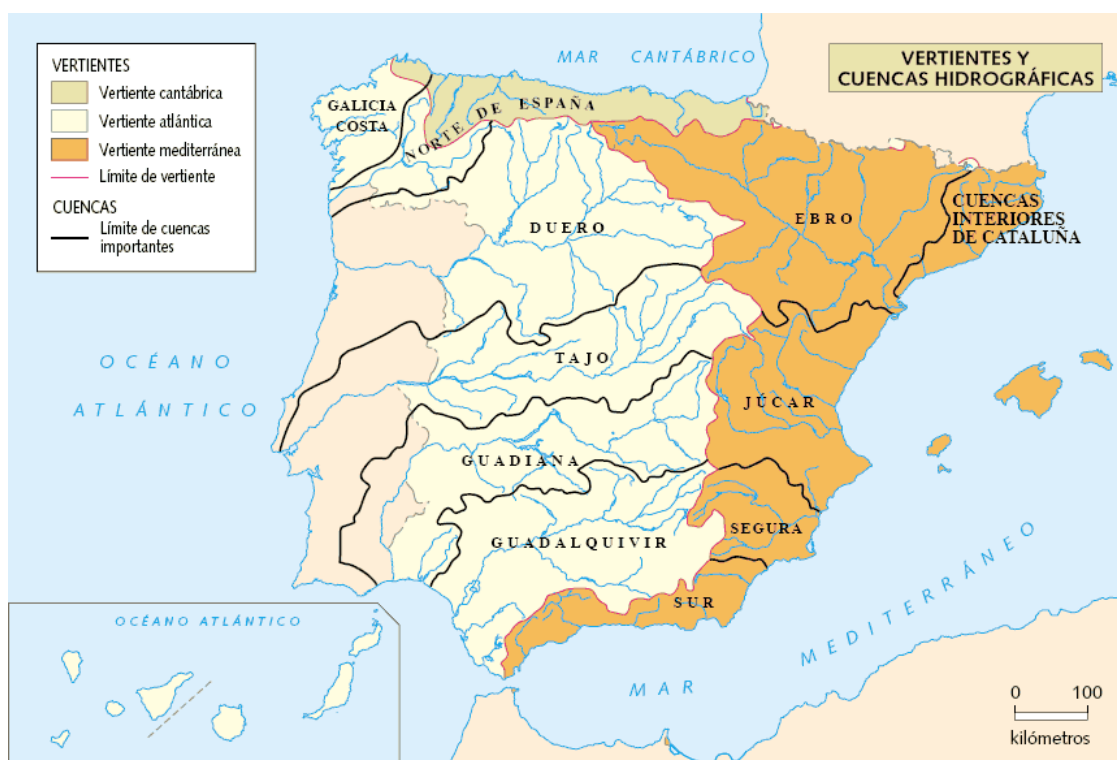 VERTIENTES Y
CUENCAS HIDROGRÁFICAS
VERTIENTES
Vertiente cantábrica
Vertiente atlántica
Vertiente mediterránea
Límite de vertiente
CUENCAS
Límite de cuencas
importantes
MAR CANTÁBRICO
GALICIA
COSTA
NORTE DE ESPAÑA
DUERO
EBRO
CUENCAS
INTERIORES
DE CATALUÑA
OCÉANO
ATLÁNTICO
TAJO
JÚCAR
GUADIANA
GUADALQUIVIR
SEGURA
SUR
MAR
MEDITERRÁNEO
OCÉANO ATLÁNTICO
0 100
kilómetros